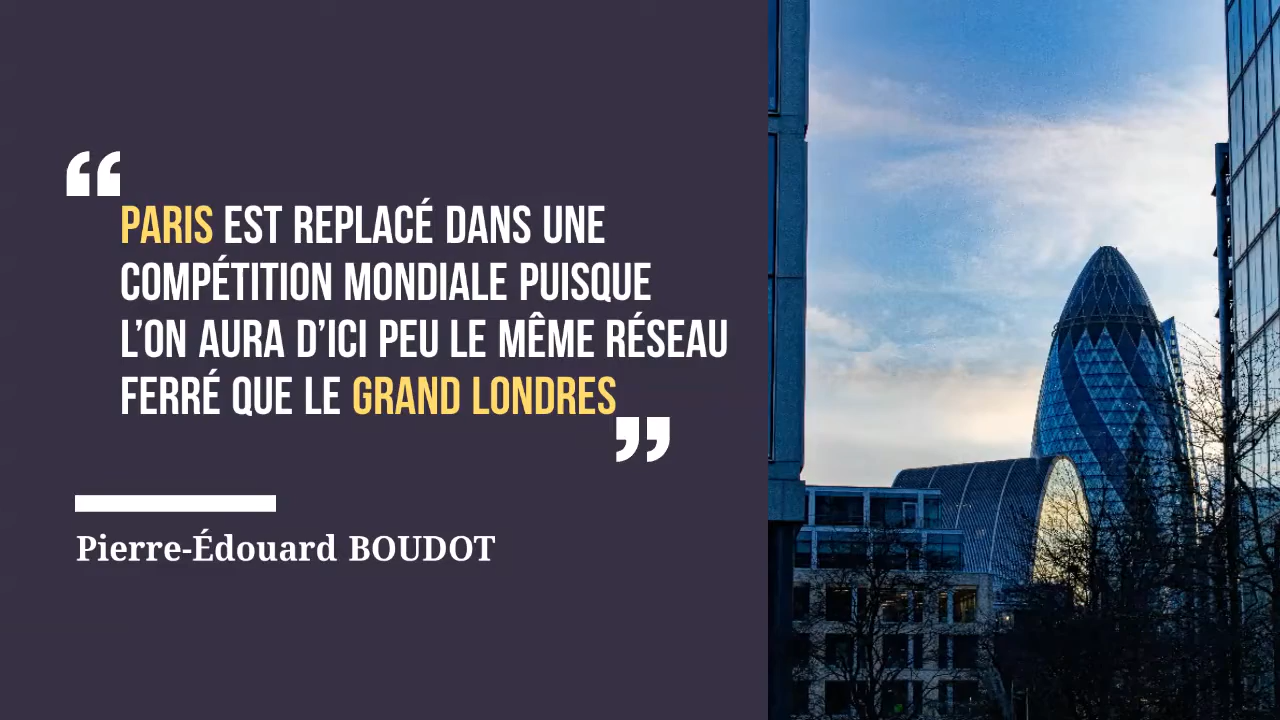 “
PARIS EST REPLACÉ DANS UNE
COMPÉTITION MONDIALE PUISQUE
L’ON AURA D’ICI PEU LE MÊME RÉSEAU
FERRÉ QUE LE GRAND LONDRES
”
Pierre-Édouard BOUDOT